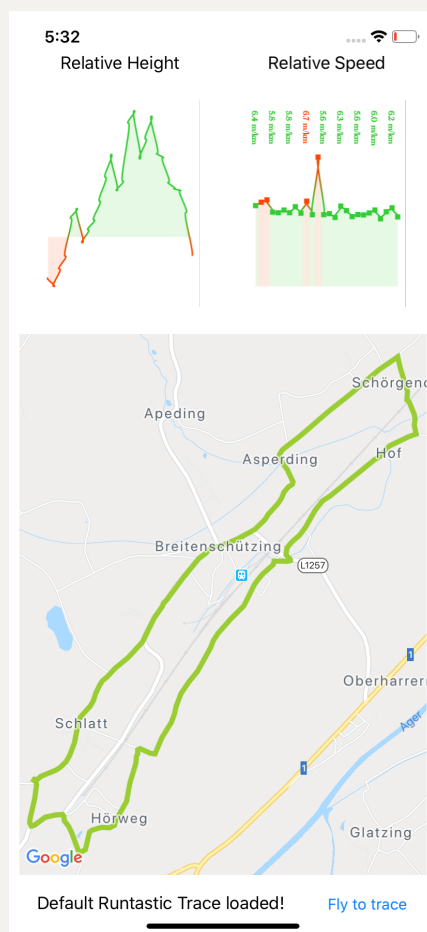 5:32
Relative Height
Relative Speed
6.4 m/km
5.8 m/km
5.8 m/km
6.7 m/km
5.6 m/km
6.3 m/km
5.6 m/km
6.0 m/km
6.2 m/km
Schörgend
Apeding
Hof
Asperding
Breitenschützing
L1257
1
Oberharrern
Ager
Schlatt
1
Hörweg
Glatzing
Google
Default Runtastic Trace loaded!
Fly to trace